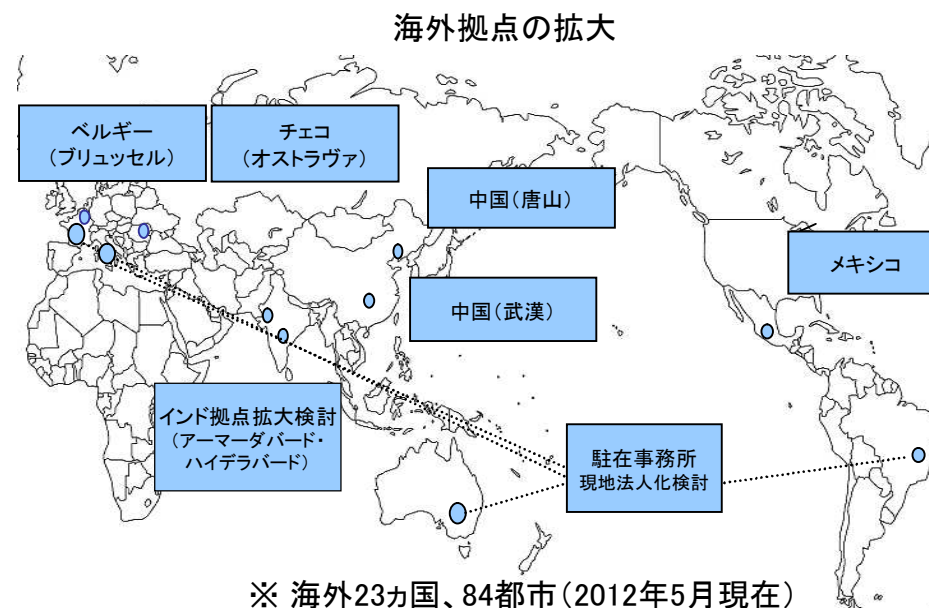 海外拠点の拡大
ベルギー
（ブリュッセル）
チェコ
（オストラヴァ）
中国（唐山）
メキシコ
中国（武漢）
インド拠点拡大検討
（アーマーダバード・
ハイデラバード）
駐在事務所
現地法人化検討
※ 海外23ヵ国、84都市（2012年5月現在）